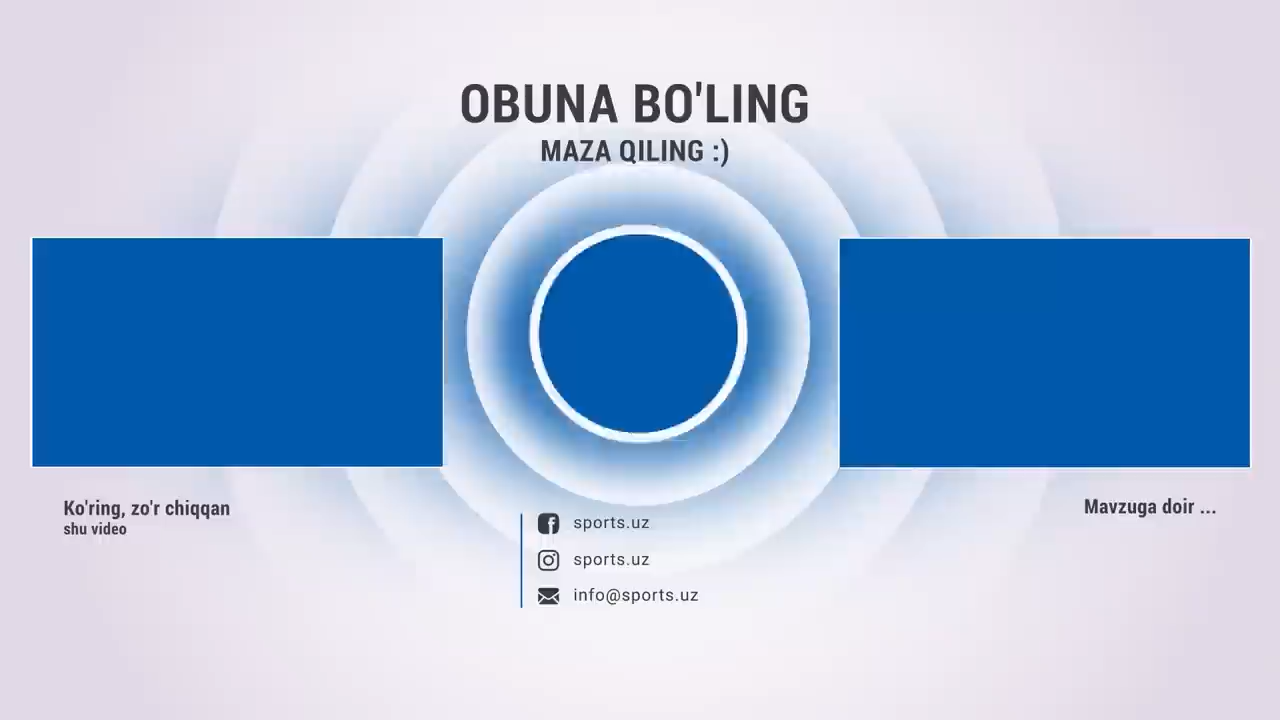 OBUNA BO'LING
MAZA QILING :)
Ko'ring, zo'r chiqqan
shu video
Mavzuga doir ...
sports.uz
sports.uz
info@sports.uz